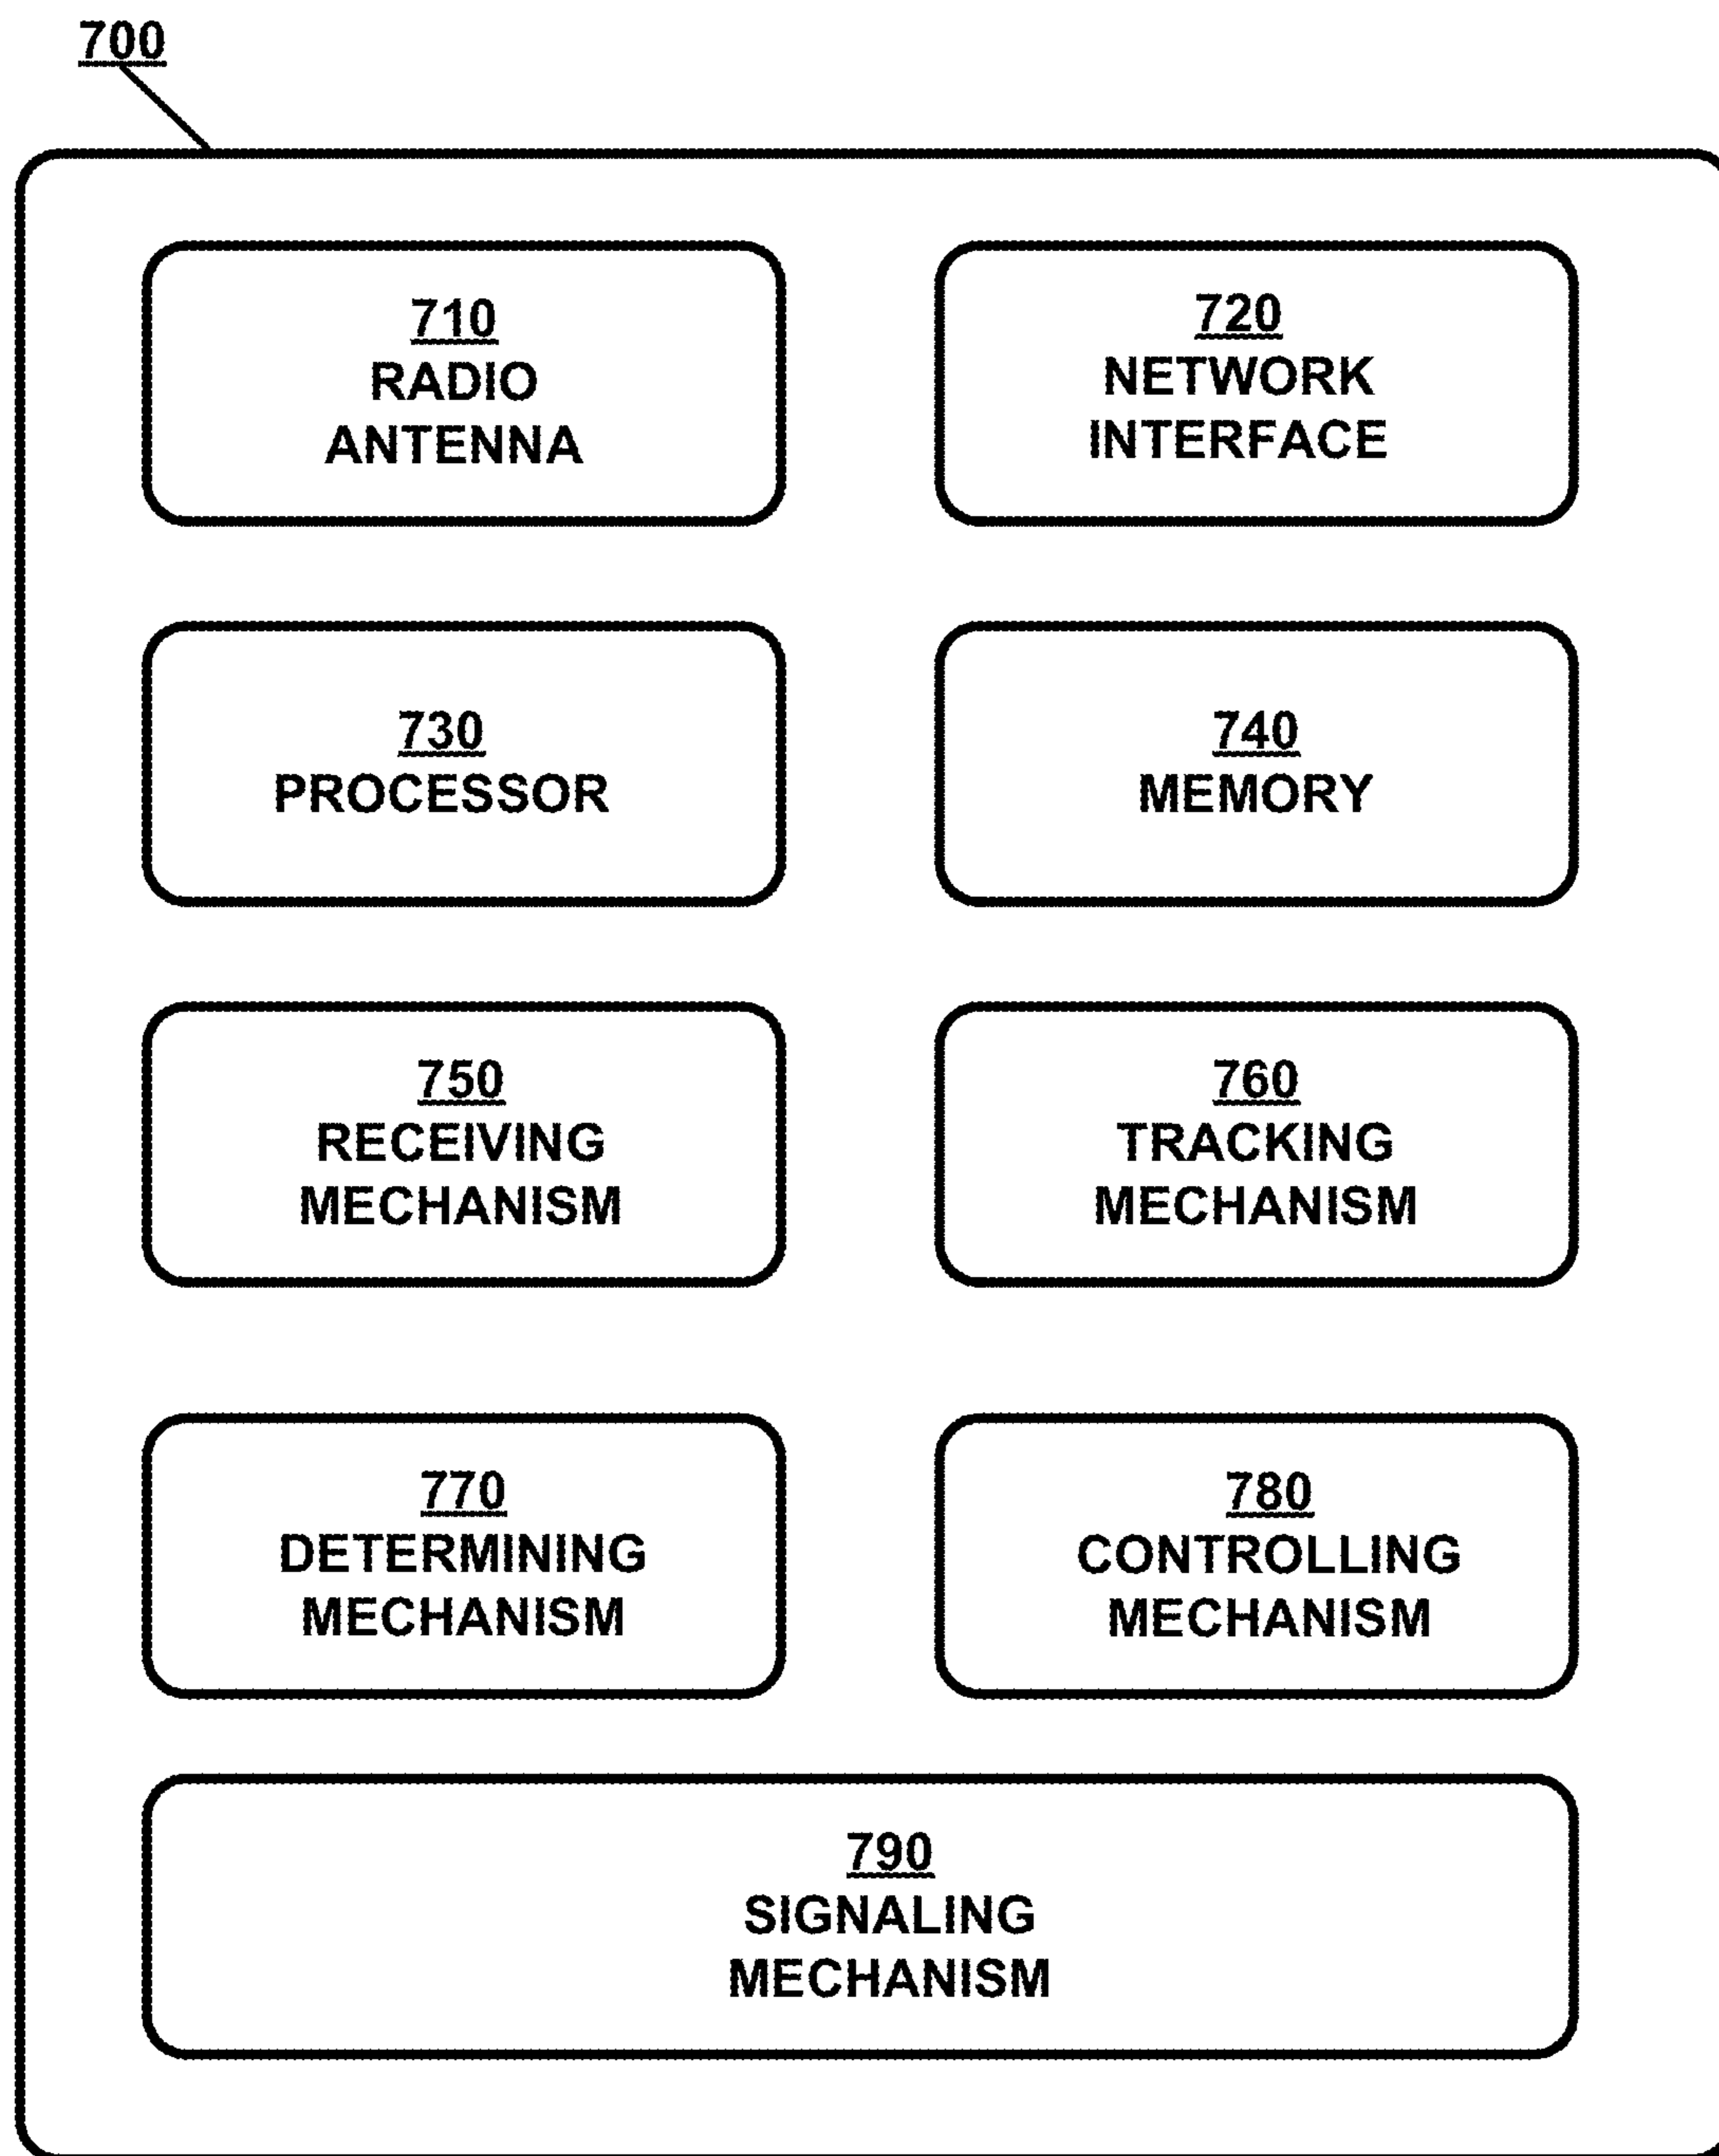 700
710
RADIO
ANTENNA
720
NETWORK
INTERFACE
730
PROCESSOR
740
MEMORY
750
RECEIVING
MECHANISM
760
TRACKING
MECHANISM
770
DETERMINING
MECHANISM
780
CONTROLLING
MECHANISM
790
SIGNALING
MECHANISM